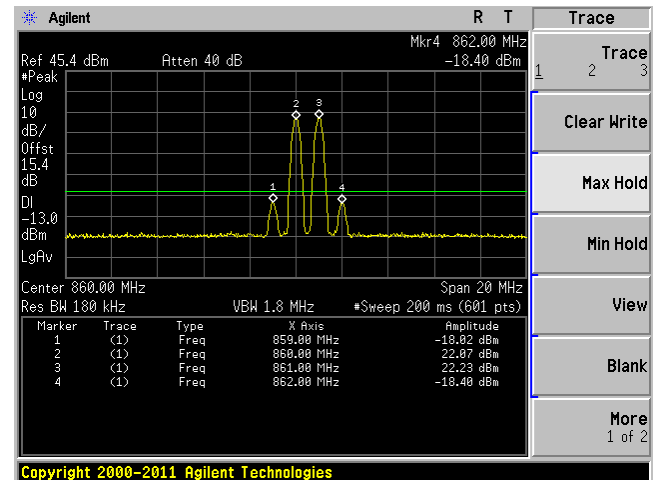 Agilent R T Trace
Mkr4 862.00 MHz
Ref 45.4 dBm Atten 40 dB -18.40 dBm
#Peak
Log
10
dB/
Offst
15.4
dB
DI
-13.0
dBm
LgAv
1
2
3
4
Center 860.00 MHz Span 20 MHz
Res BW 180 kHz VBW 1.8 MHz #Sweep 200 ms (601 pts)
Marker Trace Type X Axis Amplitude
1 (1) Freq 859.00 MHz -18.02 dBm
2 (1) Freq 860.00 MHz 22.07 dBm
3 (1) Freq 861.00 MHz 22.23 dBm
4 (1) Freq 862.00 MHz -18.40 dBm
Trace
1 2 3
Clear Write
Max Hold
Min Hold
View
Blank
More
1 of 2
Copyright 2000-2011 Agilent Technologies